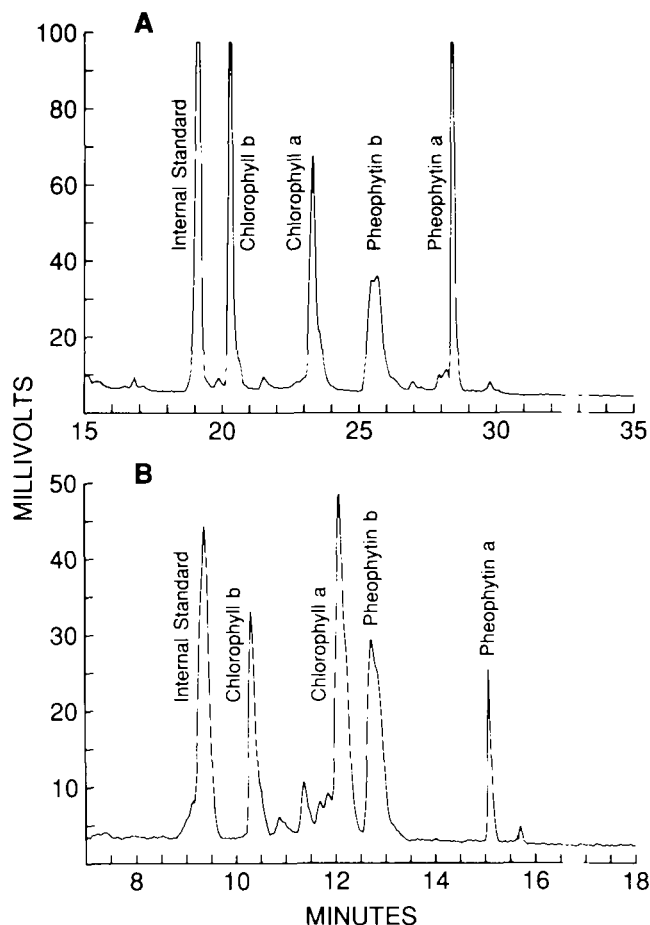 A
100
80
60
40
20
Internal Standard
Chlorophyll b
Chlorophyll a
Pheophytin b
Pheophytin a
15 20 25 30 35
MILLIVOLTS
B
50
40
30
20
10
Internal Standard
Chlorophyll b
Chlorophyll a
Pheophytin b
Pheophytin a
8 10 12 14 16 18
MINUTES